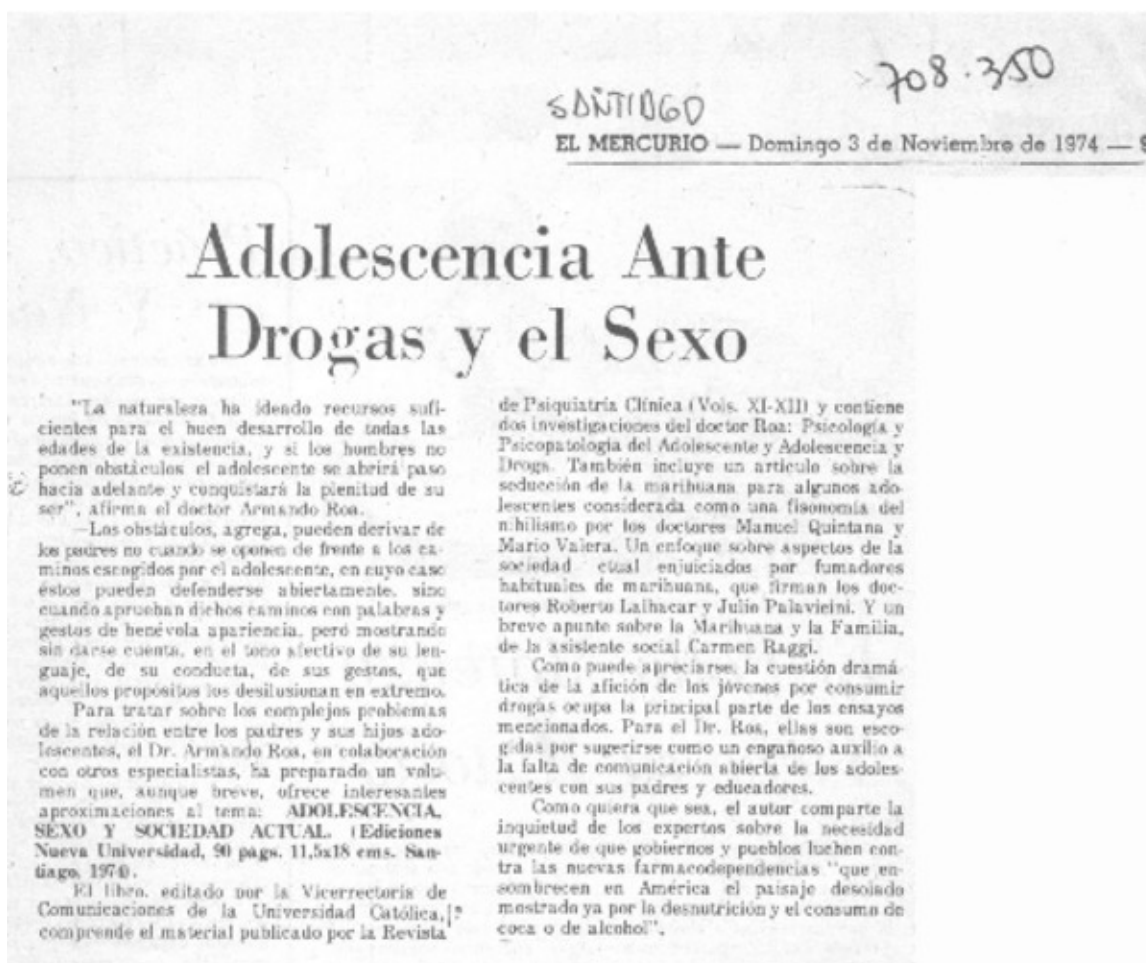 708.350
SANTIAGO
EL MERCURIO — Domingo 3 de Noviembre de 1974 — 9
Adolescencia Ante
Drogas y el Sexo
"La naturaleza ha ideado recursos sufi-
cientes para el buen desarrollo de todas las
edades de la existencia, y si los hombres no
ponen obstáculos el adolescente se abrirá paso
hacia adelante y conquistará la plenitud de su
ser", afirma el doctor Armando Roa.
—Los obstáculos, agrega, pueden derivar de
los padres no cuando se oponen de frente a los ca-
minos escogidos por el adolescente, en cuyo caso
éstos pueden defenderse abiertamente, sino
cuando aprueban dichos caminos con palabras y
gestos de benévola apariencia, pero mostrando
sin darse cuenta, en el tono afectivo de su len-
guaje, de su conducta, de sus gestos, que
aquellos propósitos los desilusionan en extremo.
Para tratar sobre los complejos problemas
de la relación entre los padres y sus hijos ado-
lescentes, el Dr. Armando Roa, en colaboración
con otros especialistas, ha preparado un volu-
men que, aunque breve, ofrece interesantes
aproximaciones al tema: ADOLESCENCIA,
SEXO Y SOCIEDAD ACTUAL. (Ediciones
Nueva Universidad, 90 págs. 11,5x18 cms. San-
tiago, 1974).
El libro, editado por la Vicerrectoría de
Comunicaciones de la Universidad Católica,
comprende el material publicado por la Revista
de Psiquiatría Clínica (Vols. XI-XII) y contiene
dos investigaciones del doctor Roa: Psicología y
Psicopatología del Adolescente y Adolescencia y
Droga. También incluye un artículo sobre la
seducción de la marihuana para algunos ado-
lescentes considerada como una fisonomía del
nihilismo por los doctores Manuel Quintana y
Mario Valera. Un enfoque sobre aspectos de la
sociedad ctual enjuiciados por fumadores
habituales de marihuana, que firman los doc-
tores Roberto Lalhacar y Julio Palavicini. Y un
breve apunte sobre la Marihuana y la Familia,
de la asistente social Carmen Raggi.
Como puede apreciarse, la cuestión dramá-
tica de la afición de los jóvenes por consumir
drogas ocupa la principal parte de los ensayos
mencionados. Para el Dr. Roa, ellas son esco-
gidas por sugerirse como un engañoso auxilio a
la falta de comunicación abierta de los adoles-
centes con sus padres y educadores.
Como quiera que sea, el autor comparte la
inquietud de los expertos sobre la necesidad
urgente de que gobiernos y pueblos luchen con-
tra las nuevas farmacodependencias "que en-
sombrecen en América el paisaje desolado
mostrado ya por la desnutrición y el consumo de
coca o de alcohol".